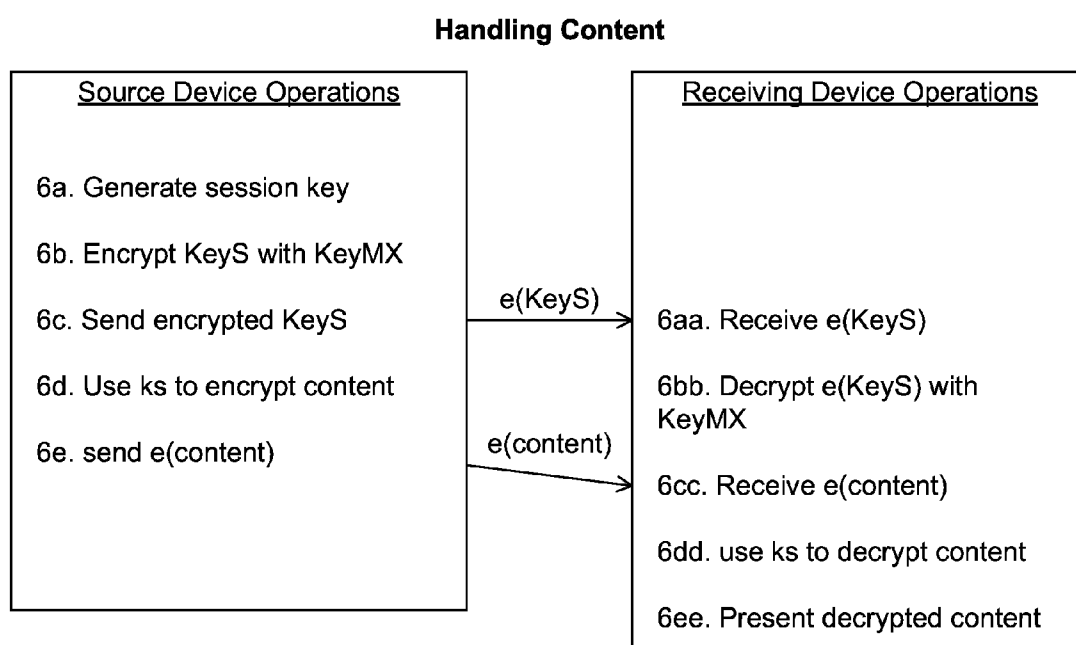 Handling Content
Source Device Operations
6a. Generate session key
6b. Encrypt KeyS with KeyMX
6c. Send encrypted KeyS
6d. Use ks to encrypt content
6e. send e(content)
e(KeyS)
e(content)
Receiving Device Operations
6aa. Receive e(KeyS)
6bb. Decrypt e(KeyS) with
KeyMX
6cc. Receive e(content)
6dd. use ks to decrypt content
6ee. Present decrypted content